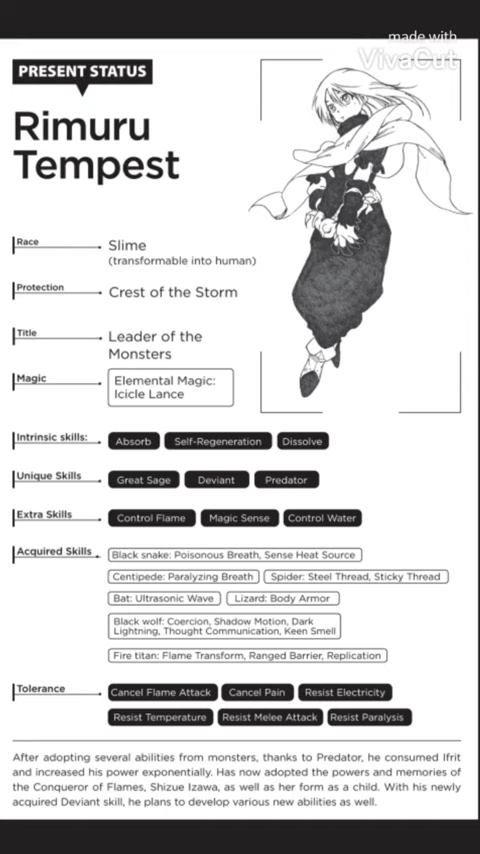 made with
VivaCut
PRESENT STATUS
Rimuru
Tempest
Race
Slime
(transformable into human)
Protection
Crest of the Storm
Title
Leader of the
Monsters
Magic
Elemental Magic:
Icicle Lance
Intrinsic skills:
Absorb Self-Regeneration Dissolve
Unique Skills
Great Sage Deviant Predator
Extra Skills
Control Flame Magic Sense Control Water
Acquired Skills
Black snake: Poisonous Breath, Sense Heat Source
Centipede: Paralyzing Breath Spider: Steel Thread, Sticky Thread
Bat: Ultrasonic Wave Lizard: Body Armor
Black wolf: Coercion, Shadow Motion, Dark
Lightning, Thought Communication, Keen Smell
Fire titan: Flame Transform, Ranged Barrier, Replication
Tolerance
Cancel Flame Attack Cancel Pain Resist Electricity
Resist Temperature Resist Melee Attack Resist Paralysis
After adopting several abilities from monsters, thanks to Predator, he consumed Ifrit
and increased his power exponentially. Has now adopted the powers and memories of
the Conqueror of Flames, Shizue Izawa, as well as her form as a child. With his newly
acquired Deviant skill, he plans to develop various new abilities as well.